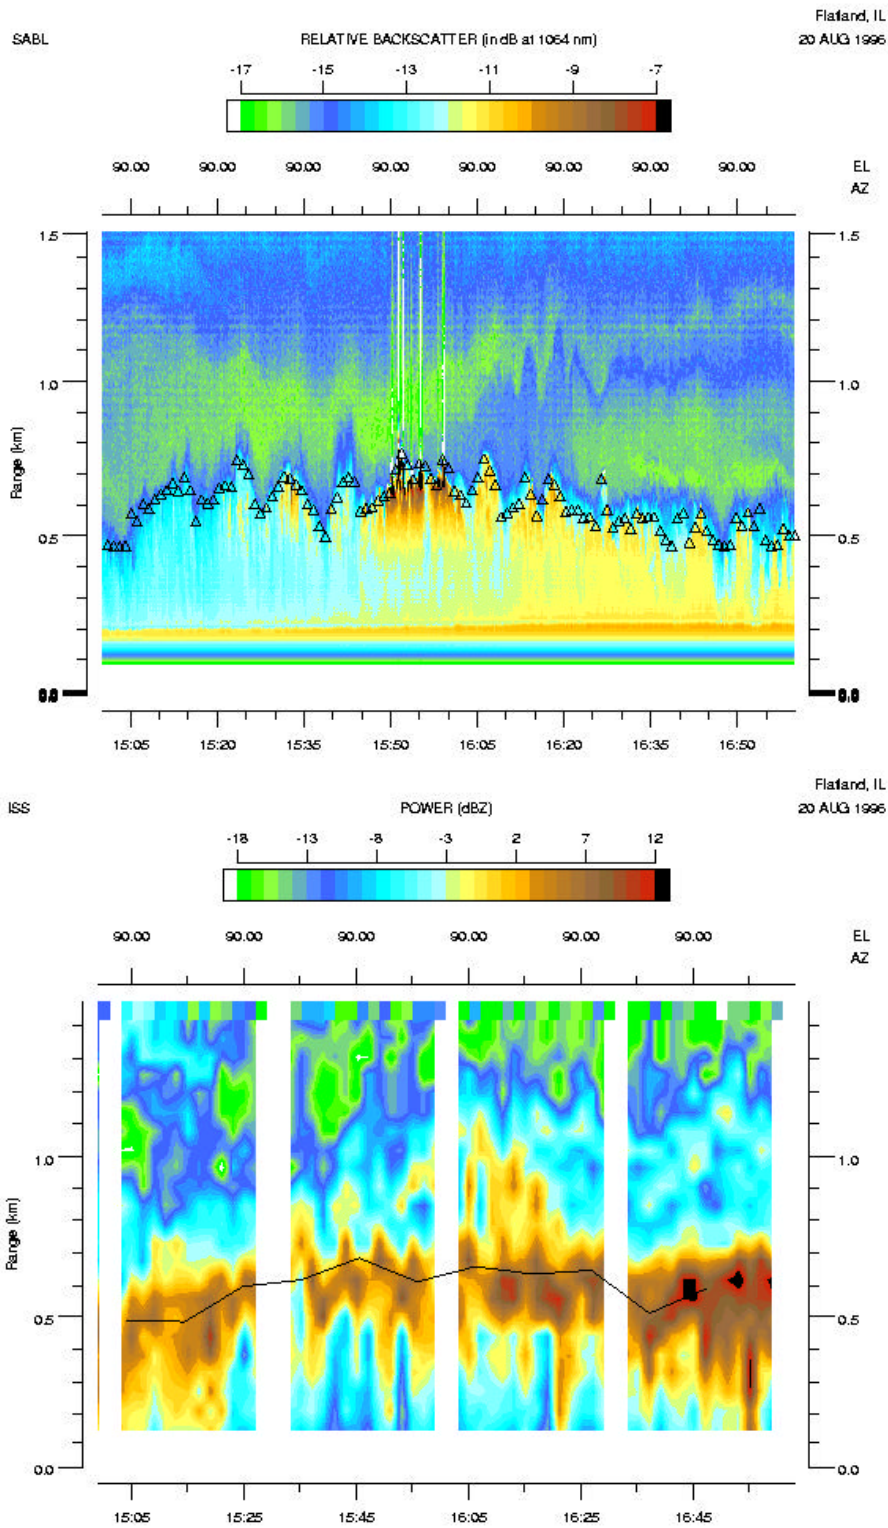 Flatland, IL
SABL RELATIVE BACKSCATTER (in dB at 1064 nm) 20 AUG 1996
-17 -15 -13 -11 -9 -7
90.00 90.00 90.00 90.00 90.00 90.00 90.00 90.00 EL
AZ
1.5 1.5
1.0 1.0
Range (km)
0.5 0.5
0.0 0.0
15:05 15:20 15:35 15:50 16:05 16:20 16:35 16:50
Flatland, IL
ISS POWER (dBZ) 20 AUG 1996
-18 -13 -8 -3 2 7 12
90.00 90.00 90.00 90.00 90.00 90.00 EL
AZ
1.0 1.0
Range (km)
0.5 0.5
0.0 0.0
15:05 15:25 15:45 16:05 16:25 16:45